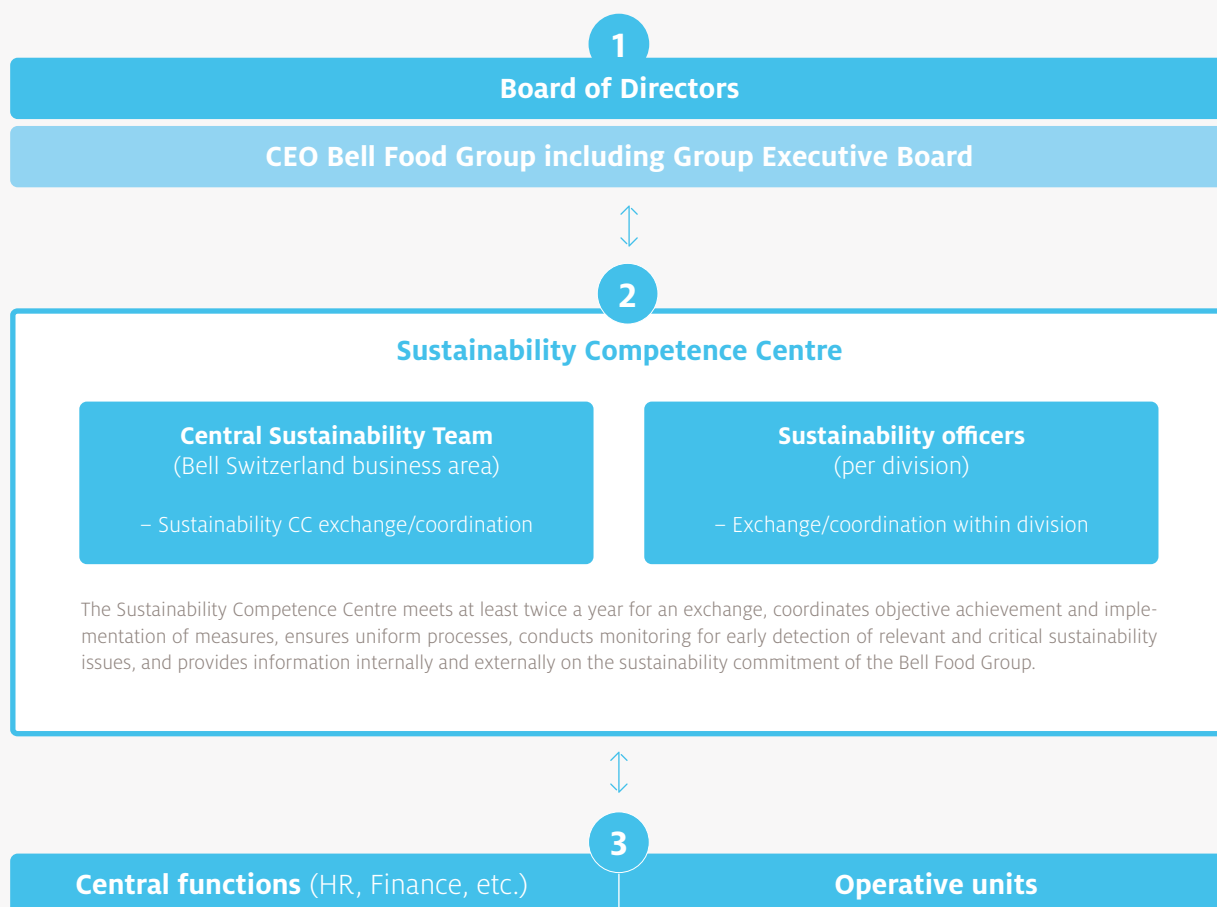 1
Board of Directors
CEO Bell Food Group including Group Executive Board
2
Sustainability Competence Centre
Central Sustainability Team
(Bell Switzerland business area)
– Sustainability CC exchange/coordination
Sustainability officers
(per division)
– Exchange/coordination within division
The Sustainability Competence Centre meets at least twice a year for an exchange, coordinates objective achievement and imple-
mentation of measures, ensures uniform processes, conducts monitoring for early detection of relevant and critical sustainability
issues, and provides information internally and externally on the sustainability commitment of the Bell Food Group.
3
Central functions (HR, Finance, etc.)
Operative units